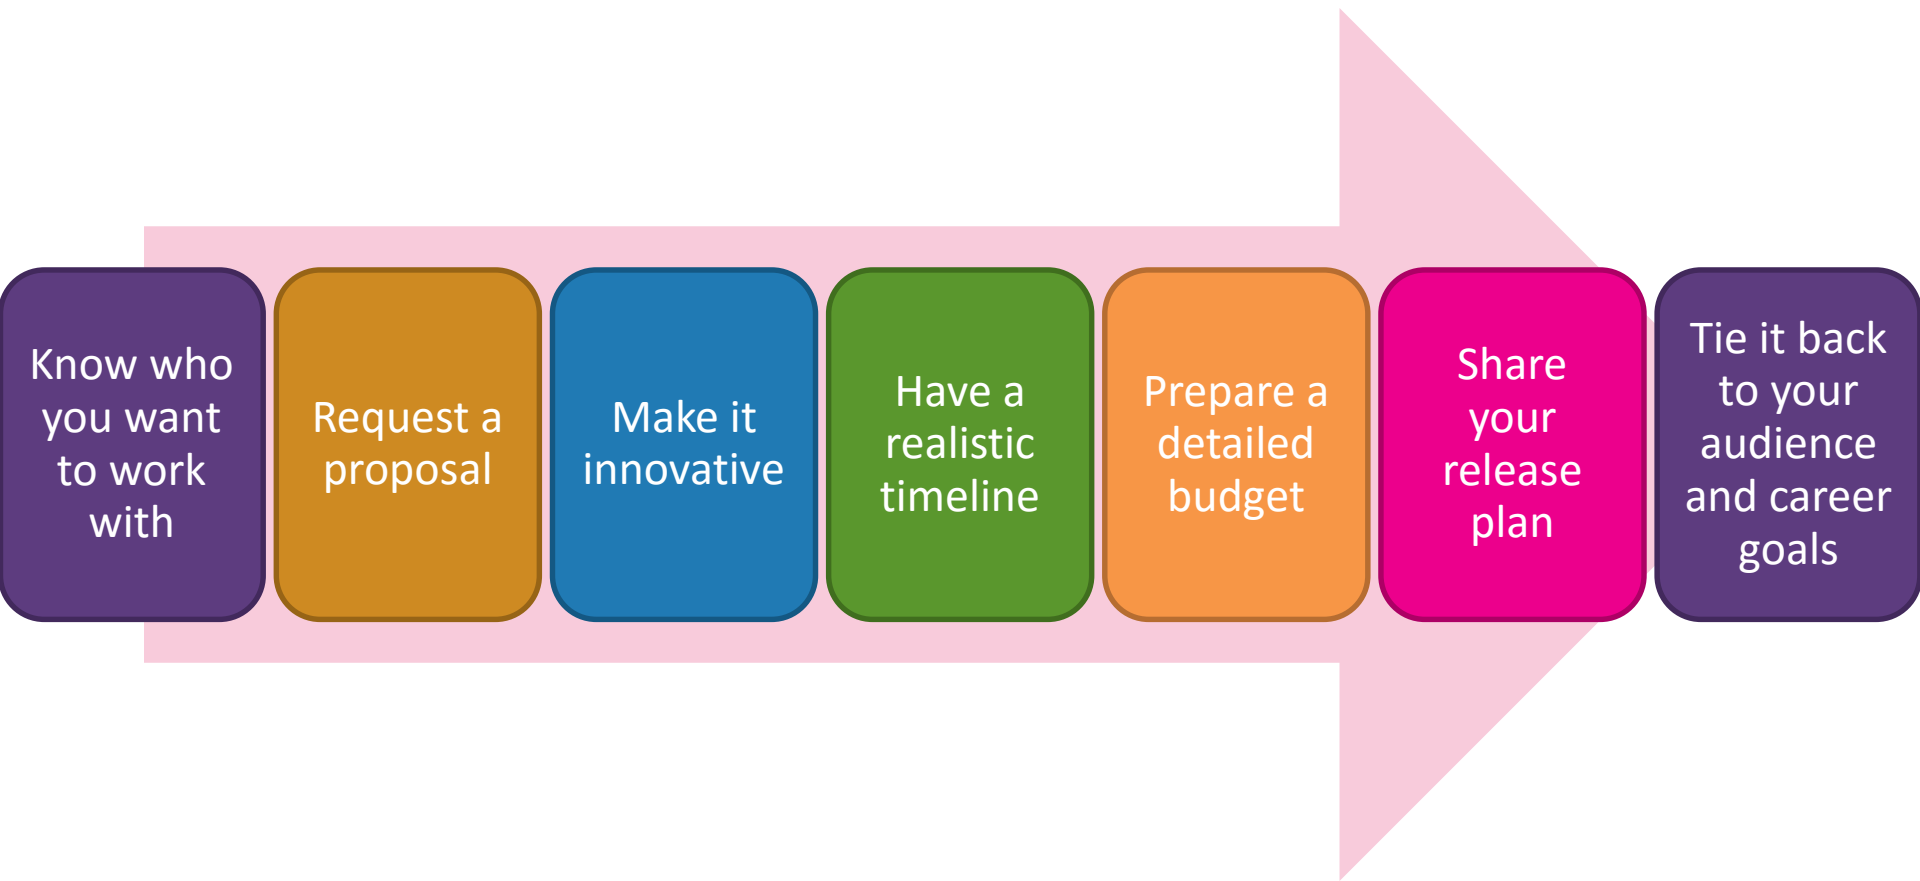 Know who
you want
to work
with
Request a
proposal
Make it
innovative
Have a
realistic
timeline
Prepare a
detailed
budget
Share
your
release
plan
Tie it back
to your
audience
and career
goals